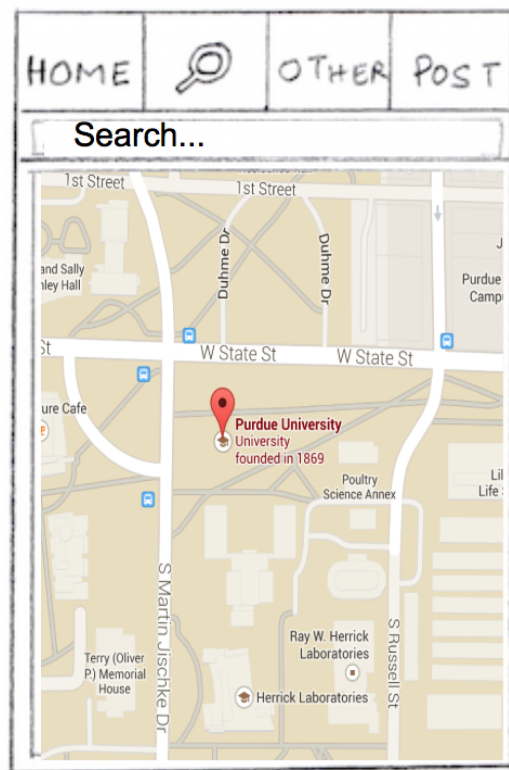 HOME OTHER POST
Search...
1st Street
1st Street
Duhme Dr
Duhme Dr
and Sally
nley Hall
Purdue
Campu
St
W State St
W State St
ure Cafe
Purdue University
University
founded in 1869
Poultry
Science Annex
Lil
Life S
S Martin Jischke Dr
S Russell St
Ray W. Herrick
Laboratories
Terry (Oliver
P.) Memorial
House
Herrick Laboratories